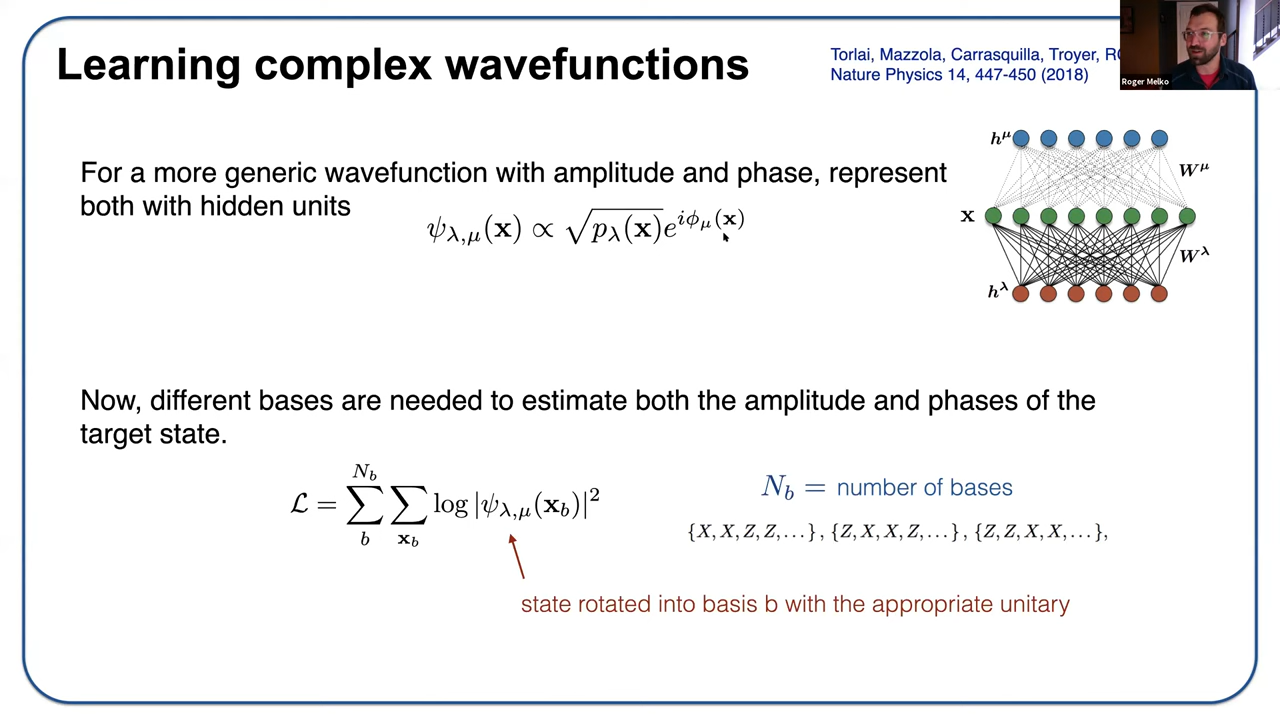 Learning complex wavefunctions
Torlai, Mazzola, Carrasquilla, Troyer,
Nature Physics 14, 447-450 (2018)
Roger Melko
For a more generic wavefunction with amplitude and phase, represent
both with hidden units
ψ_{λ,μ}(x) ∝ √p_λ(x) e^{iϕ_μ(x)}
h^μ
W^μ
x
W^λ
h^λ
Now, different bases are needed to estimate both the amplitude and phases of the
target state.
ℒ = ∑_b^{N_b} ∑_{x_b} log |ψ_{λ,μ}(x_b)|²
N_b = number of bases
{X, X, Z, Z, …}, {Z, X, X, Z, …}, {Z, Z, X, X, …},
state rotated into basis b with the appropriate unitary